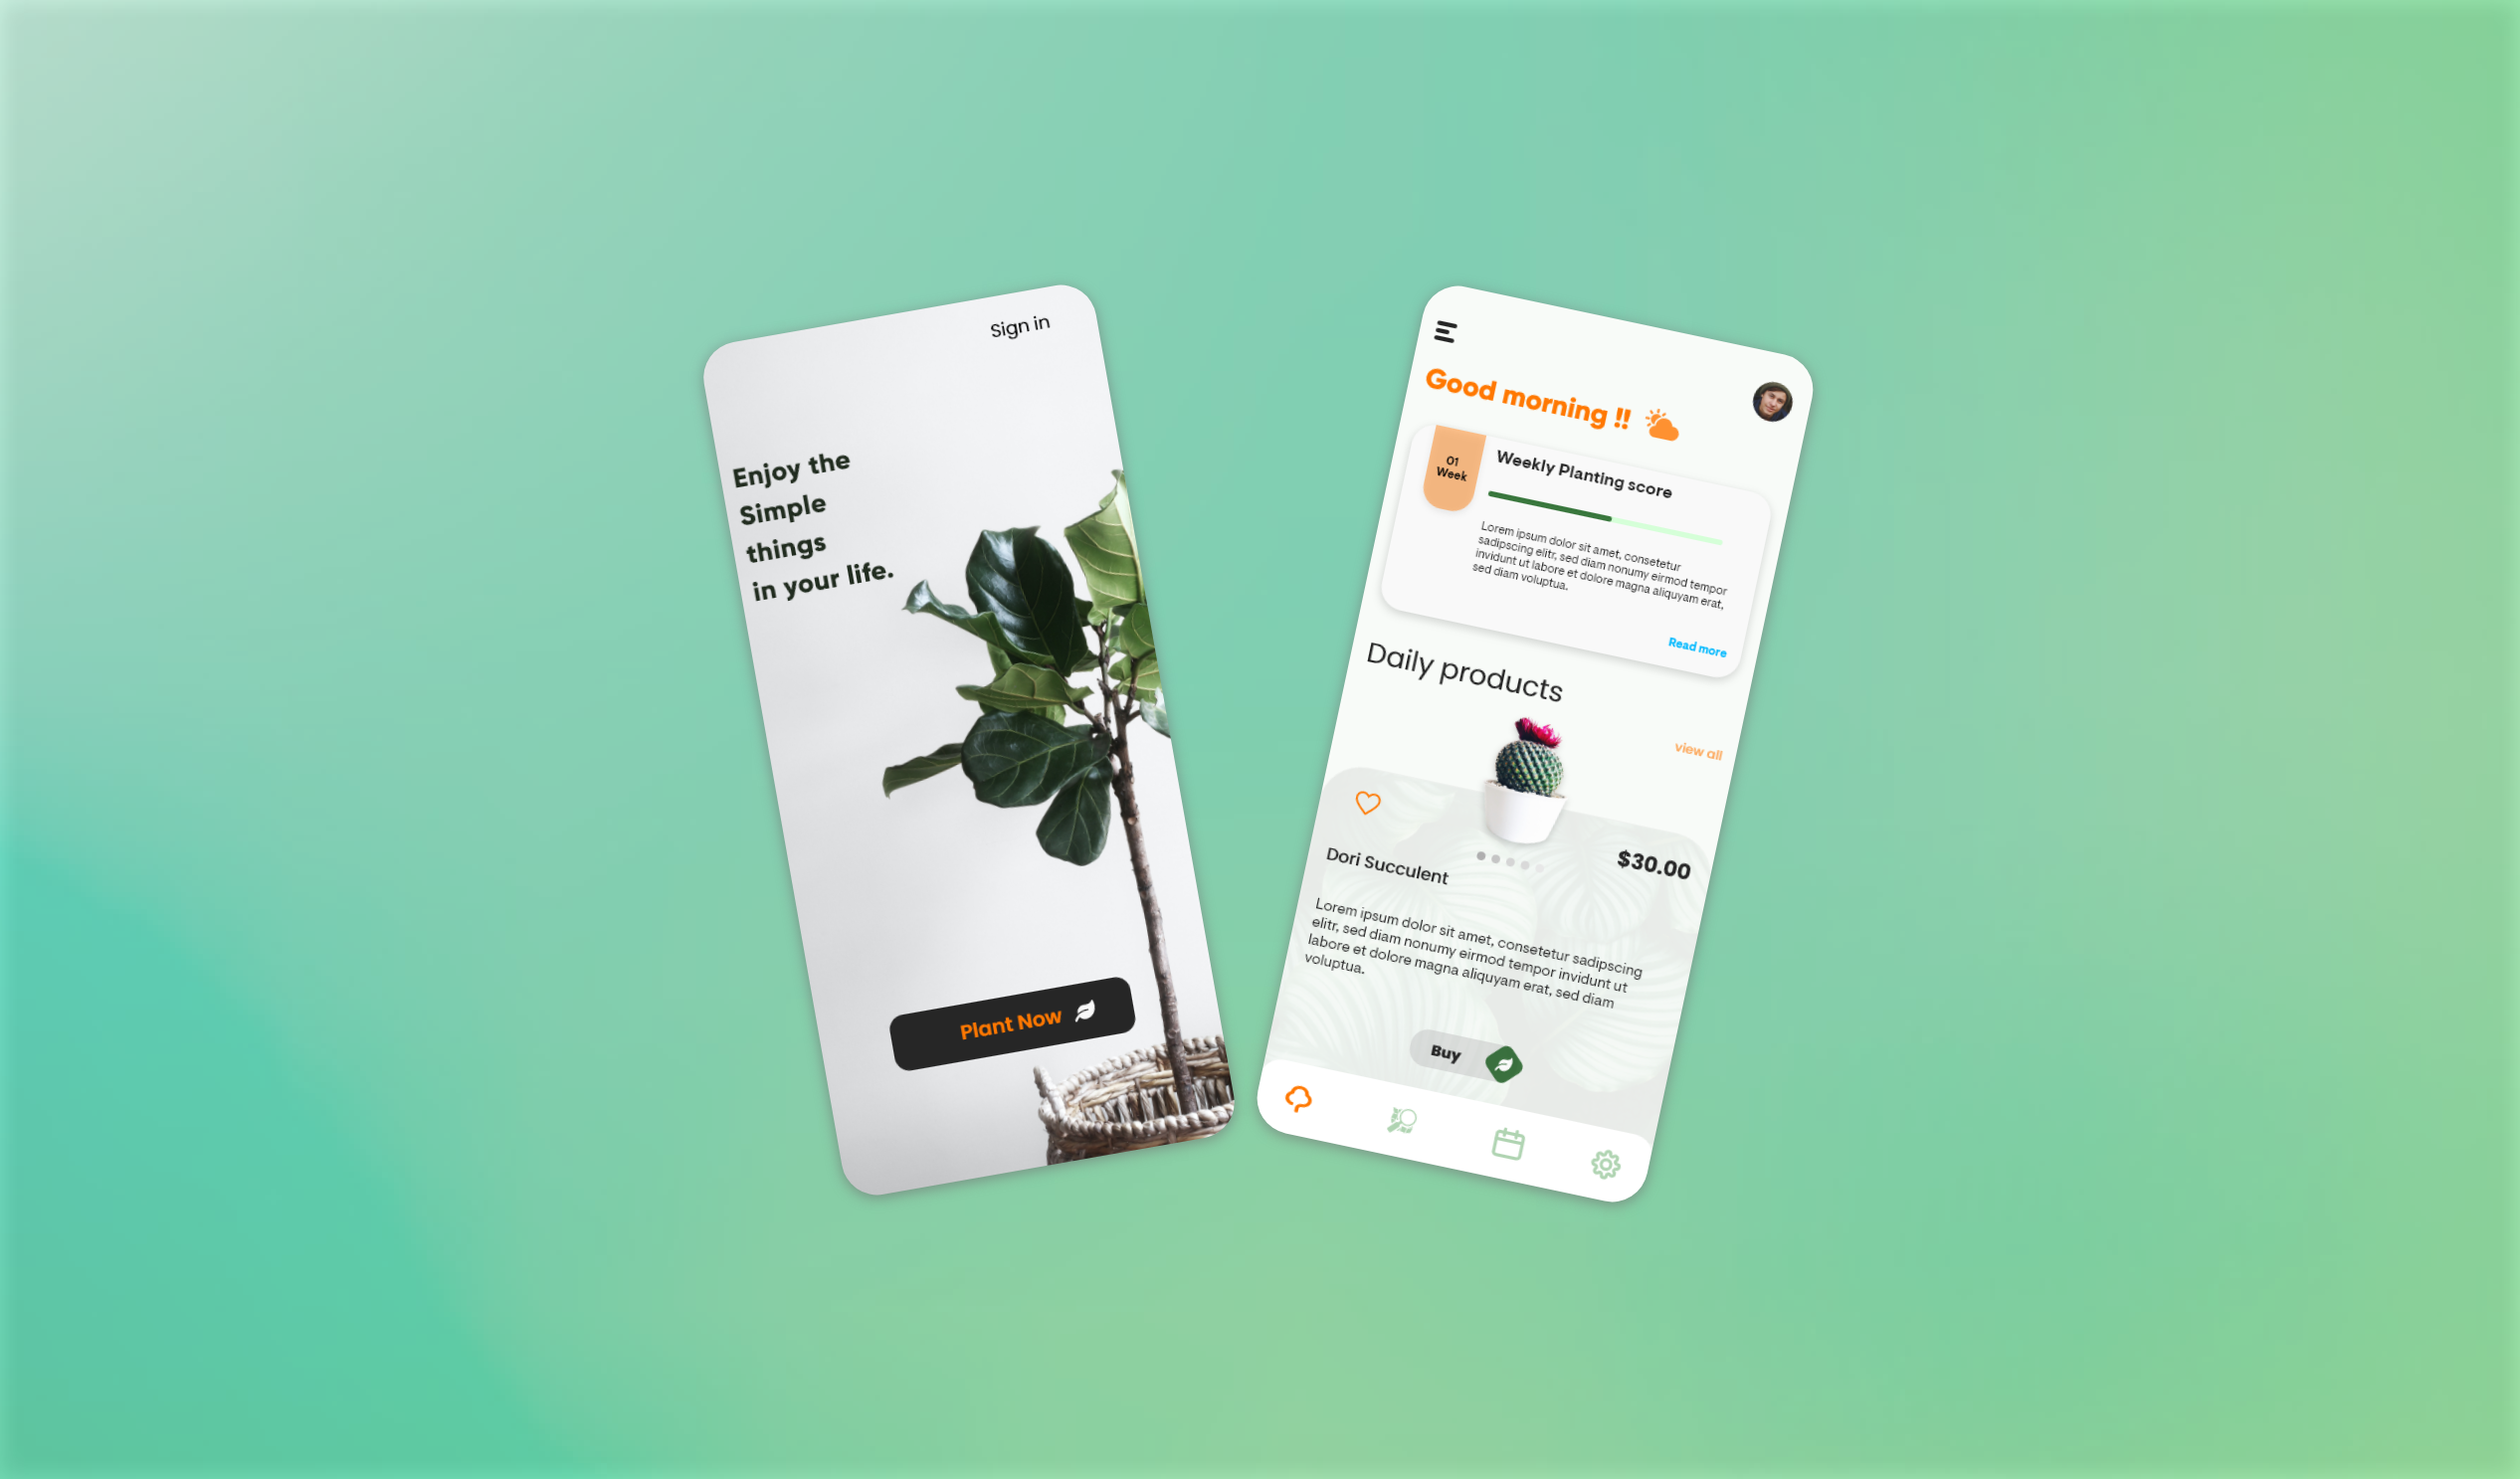 Sign in
Enjoy the
Simple
things
in your life.
Plant Now
Good morning !!
01
Week
Weekly Planting score
Lorem ipsum dolor sit amet, consetetur
sadipscing elitr, sed diam nonumy eirmod tempor
invidunt ut labore et dolore magna aliquyam erat,
sed diam voluptua.
Read more
Daily products
view all
$30.00
Dori Succulent
Lorem ipsum dolor sit amet, consetetur sadipscing
elitr, sed diam nonumy eirmod tempor invidunt ut
labore et dolore magna aliquyam erat, sed diam
voluptua.
Buy